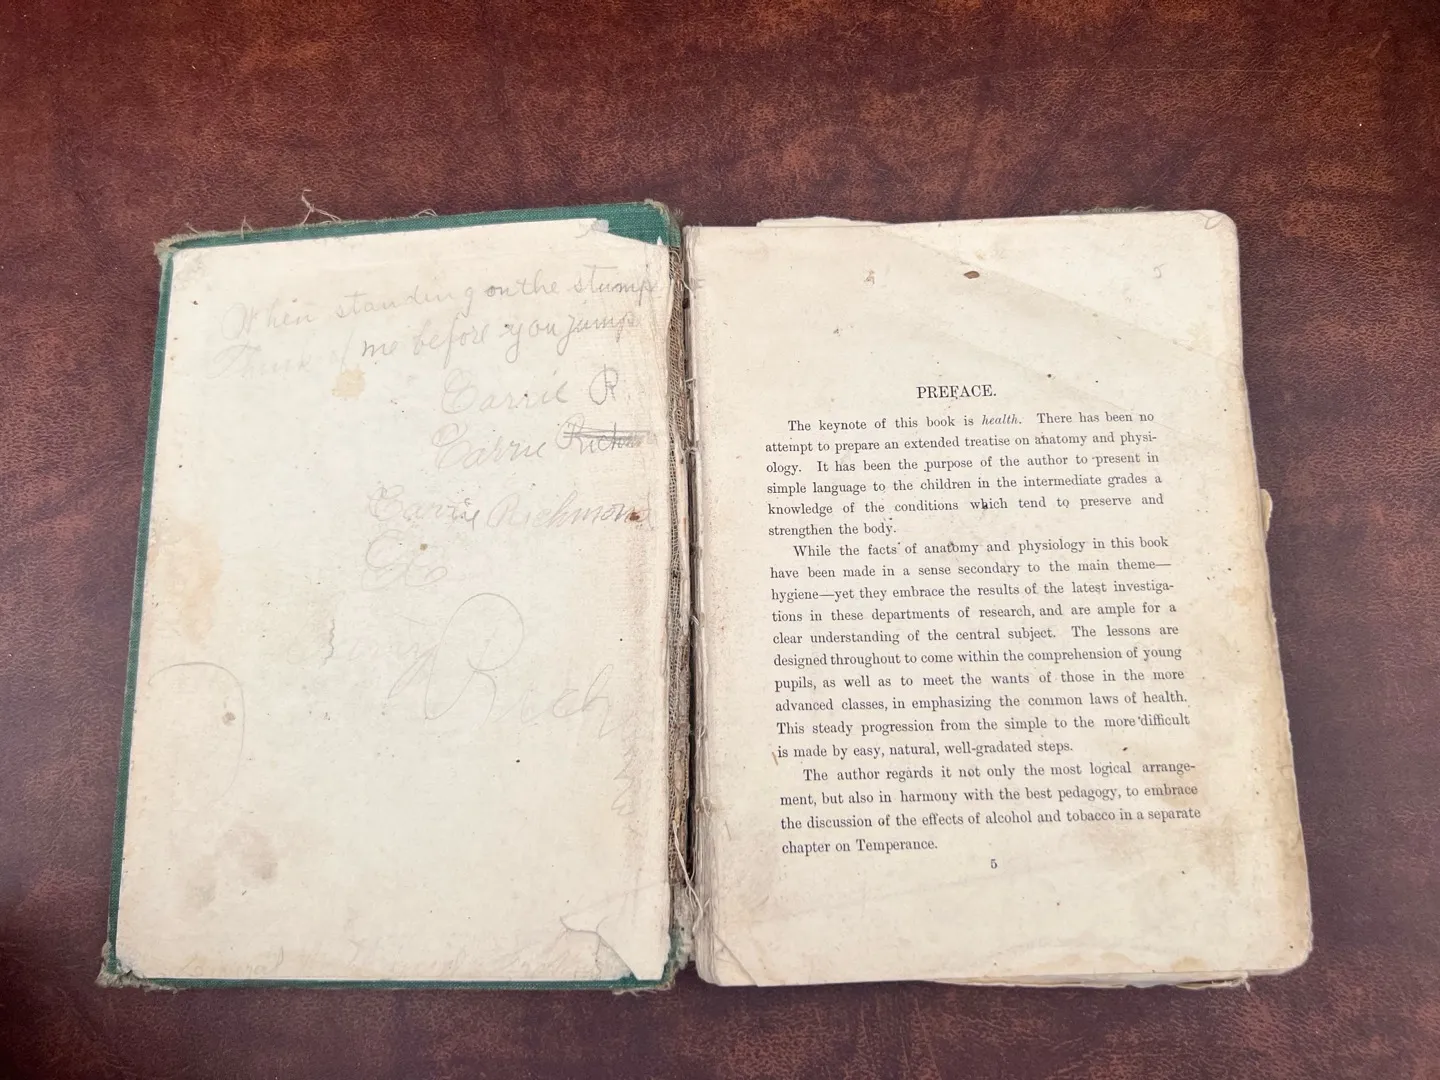 When standing on the stump
Think of me before you jump
Carrie R.
Carrie
Carrie Richmond
Rich
5
PREFACE.
The keynote of this book is health. There has been no
attempt to prepare an extended treatise on anatomy and physi-
ology. It has been the purpose of the author to present in
simple language to the children in the intermediate grades a
knowledge of the conditions which tend to preserve and
strengthen the body.
While the facts of anatomy and physiology in this book
have been made in a sense secondary to the main theme—
hygiene—yet they embrace the results of the latest investiga-
tions in these departments of research, and are ample for a
clear understanding of the central subject. The lessons are
designed throughout to come within the comprehension of young
pupils, as well as to meet the wants of those in the more
advanced classes, in emphasizing the common laws of health.
This steady progression from the simple to the more difficult
is made by easy, natural, well-gradated steps.
The author regards it not only the most logical arrange-
ment, but also in harmony with the best pedagogy, to embrace
the discussion of the effects of alcohol and tobacco in a separate
chapter on Temperance.
5